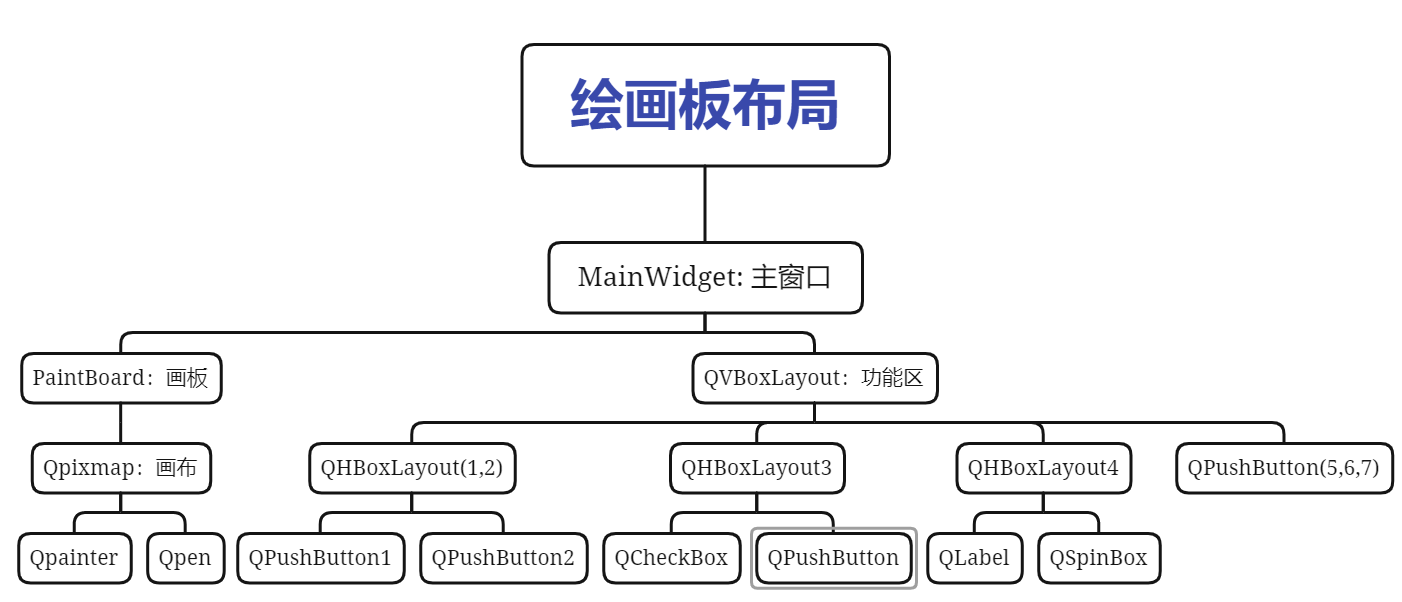 绘画板布局
MainWidget: 主窗口
PaintBoard：画板
QVBoxLayout：功能区
Qpixmap：画布
QHBoxLayout(1,2)
QHBoxLayout3
QHBoxLayout4
QPushButton(5,6,7)
Qpainter
Qpen
QPushButton1
QPushButton2
QCheckBox
QPushButton
QLabel
QSpinBox